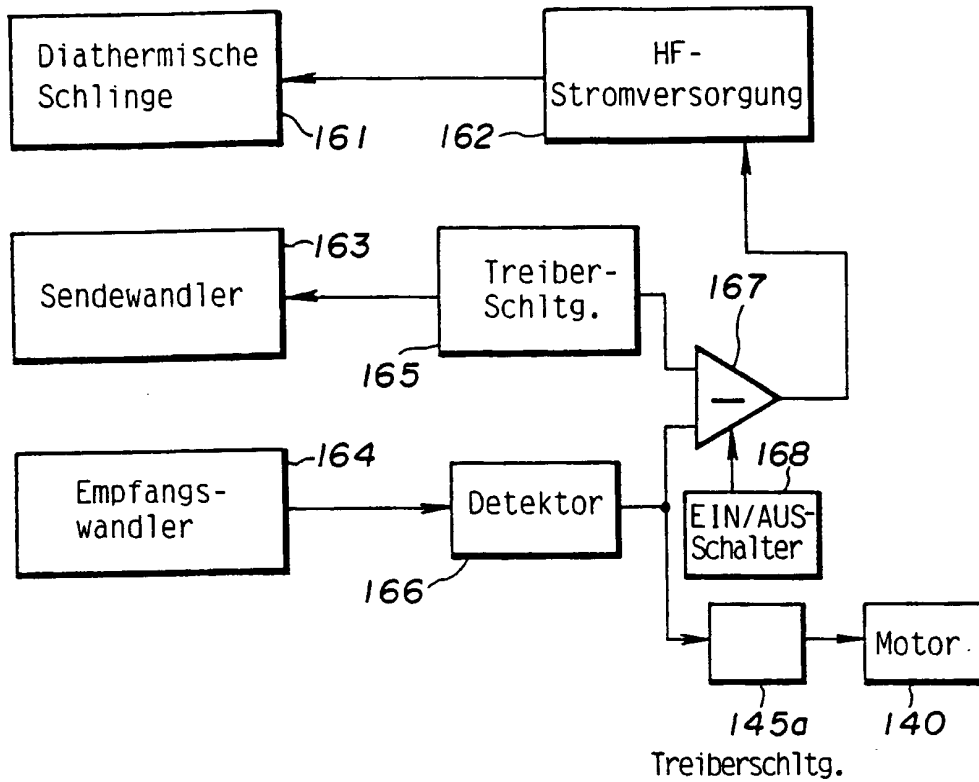 Diathermische
Schlinge
161
HF-
Stromversorgung
162
163
Sendewandler
Treiber-
Schltg.
165
167
164
Empfangs-
wandler
Detektor
166
168
EIN/AUS-
Schalter
Motor
145a
140
Treiberschltg.